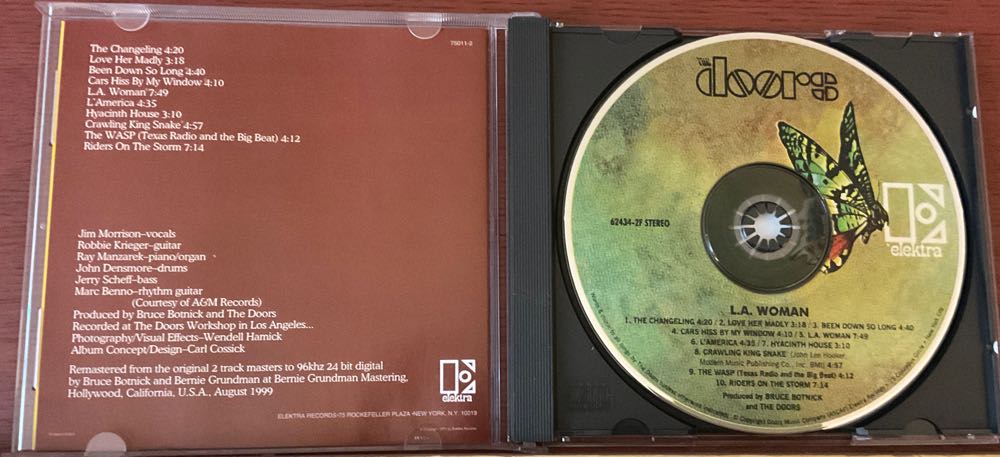 75011-2
The Changeling 4:20
Love Her Madly 3:18
Been Down So Long 4:40
Cars Hiss By My Window 4:10
L.A. Woman 7:49
L'America 4:35
Hyacinth House 3:10
Crawling King Snake 4:57
The WASP (Texas Radio and the Big Beat) 4:12
Riders On The Storm 7:14
Jim Morrison–vocals
Robbie Krieger–guitar
Ray Manzarek–piano/organ
John Densmore–drums
Jerry Scheff–bass
Marc Benno–rhythm guitar
(Courtesy of A&M Records)
Produced by Bruce Botnick and The Doors
Recorded at The Doors Workshop in Los Angeles...
Photography/Visual Effects–Wendell Hamick
Album Concept/Design–Carl Cossick
Remastered from the original 2 track masters to 96khz 24 bit digital
by Bruce Botnick and Bernie Grundman at Bernie Grundman Mastering,
Hollywood, California, U.S.A., August 1999
elektra
ELEKTRA RECORDS•75 ROCKEFELLER PLAZA•NEW YORK, N.Y. 10019
THE
doors
62434-2F STEREO
elektra
L.A. WOMAN
1. THE CHANGELING 4:20 / 2. LOVE HER MADLY 3:18 / 3. BEEN DOWN SO LONG 4:40
4. CARS HISS BY MY WINDOW 4:10 / 5. L.A. WOMAN 7:49
6. L'AMERICA 4:35 / 7. HYACINTH HOUSE 3:10
8. CRAWLING KING SNAKE (John Lee Hooker
Modern Music Publishing Co., Inc. BMI) 4:57
9. THE WASP (Texas Radio and the Big Beat) 4:12
10. RIDERS ON THE STORM 7:14
Produced by BRUCE BOTNICK
and THE DOORS